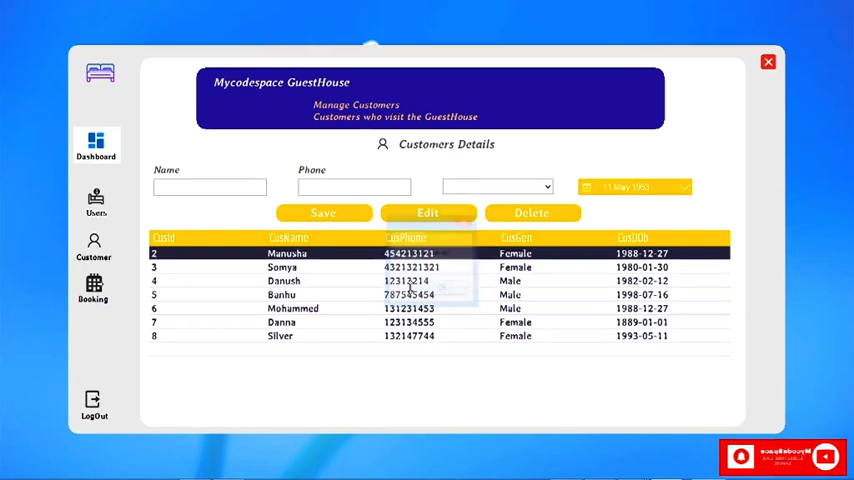 Mycodespace GuestHouse
Manage Customers
Customers who visit the GuestHouse
Customers Details
Dashboard
Users
Customer
Booking
LogOut
Name Phone
11 May 1993
Save Edit Delete
CusId CusName CusPhone CusGen CusDOb
2 Manusha 454213121 Female 1988-12-27
3 Somya 4321321321 Female 1980-01-30
4 Danush 12312214 Male 1982-02-12
5 Banhu 787545454 Male 1998-07-16
6 Mohammed 131231453 Male 1988-12-27
7 Danna 123134555 Female 1889-01-01
8 Silver 132147744 Female 1993-05-11
MycodeSpace